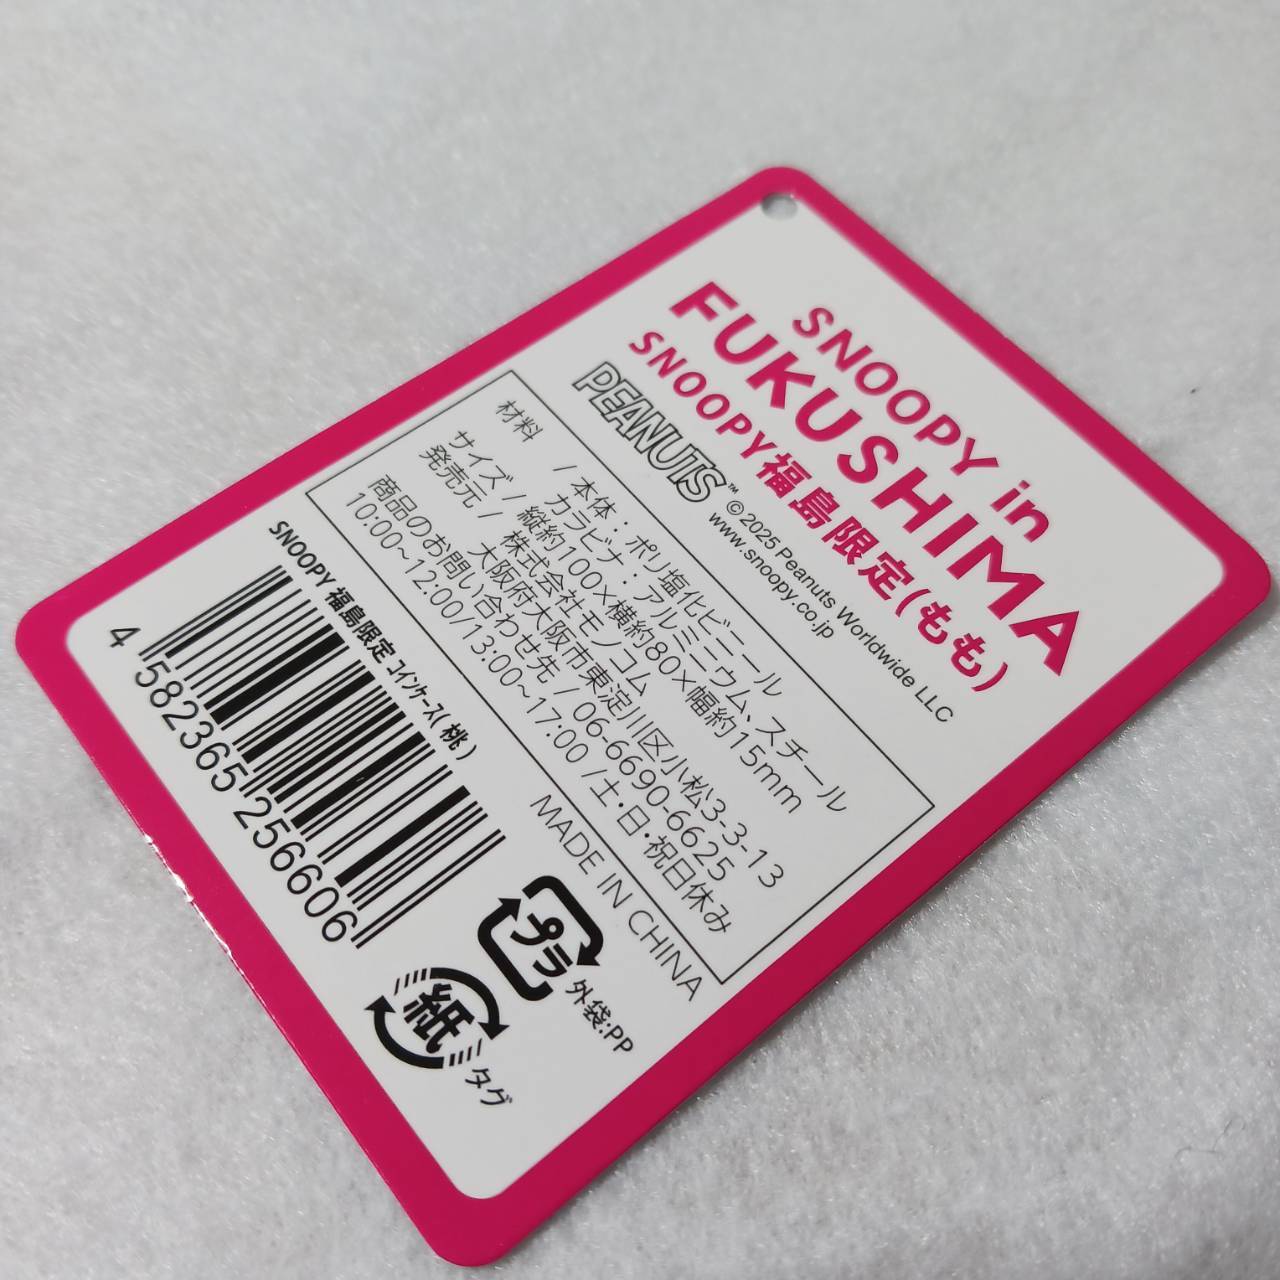 SNOOPY in
FUKUSHIMA
SNOOPY福島限定(もも)
PEANUTS™
©2025 Peanuts Worldwide LLC
www.snoopy.co.jp
材料 / 本体：ポリ塩化ビニール
カラビナ：アルミニウム、スチール
サイズ / 縦約100×横約80×幅約15mm
発売元 / 株式会社モノコム
大阪府大阪市東淀川区小松3-3-13
商品のお問い合わせ先 / 06-6690-6625
10:00~12:00/13:00~17:00 /土・日・祝日休み
MADE IN CHINA
SNOOPY 福島限定 コインケース(桃)
4 582365 256606
プラ
外袋:PP
紙
タグ